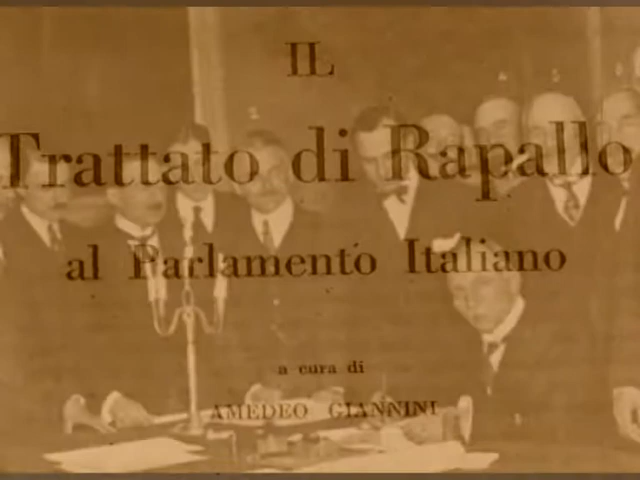 IL
Trattato di Rapallo
al Parlamento Italiano
a cura di
AMEDEO GIANNINI